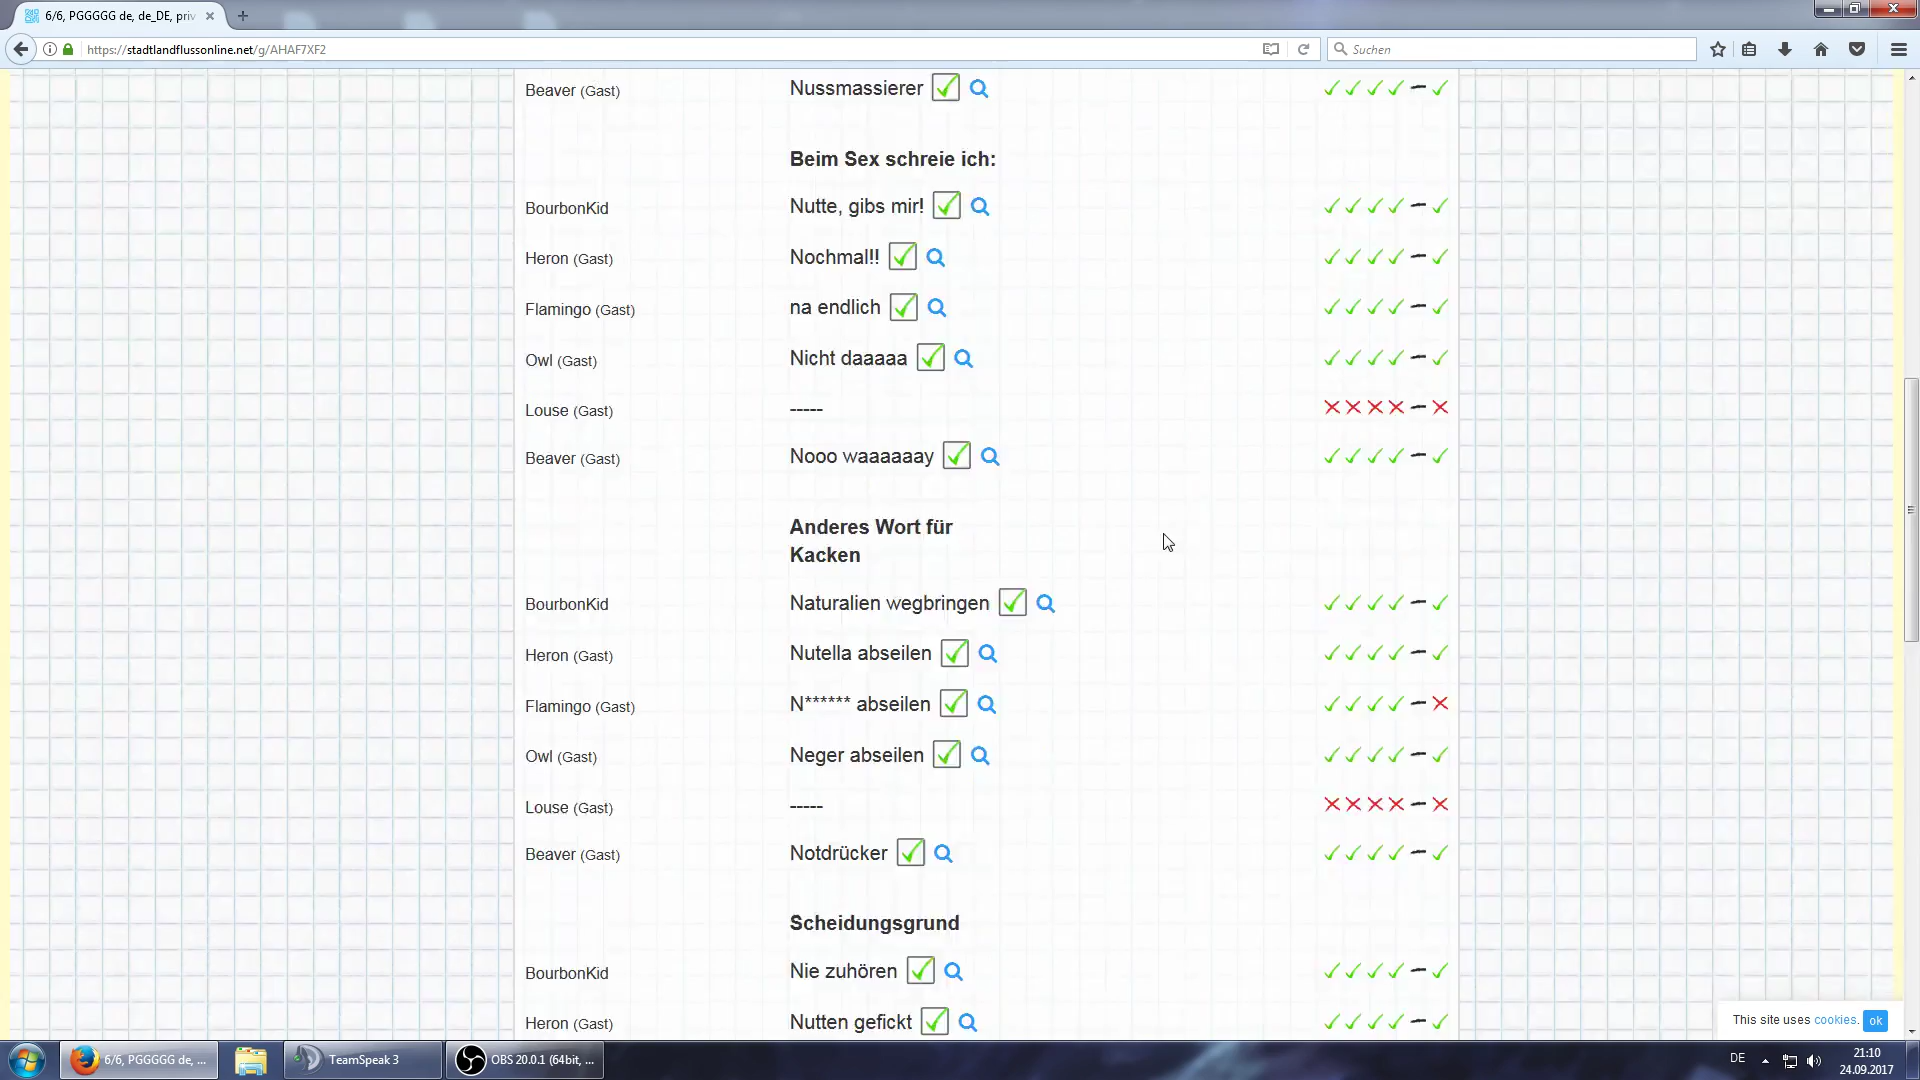 6/6, PGGGGG de, de_DE, priv
https://stadtlandflussonline.net/g/AHAF7XF2
Suchen
Beaver (Gast) Nussmassierer
Beim Sex schreie ich:
BourbonKid Nutte, gibs mir!
Heron (Gast) Nochmal!!
Flamingo (Gast) na endlich
Owl (Gast) Nicht daaaaa
Louse (Gast) -----
Beaver (Gast) Nooo waaaaaay
Anderes Wort für
Kacken
BourbonKid Naturalien wegbringen
Heron (Gast) Nutella abseilen
Flamingo (Gast) N****** abseilen
Owl (Gast) Neger abseilen
Louse (Gast) -----
Beaver (Gast) Notdrücker
Scheidungsgrund
BourbonKid Nie zuhören
Heron (Gast) Nutten gefickt
This site uses cookies. ok
6/6, PGGGGG de, ...
TeamSpeak 3
OBS 20.0.1 (64bit, ...
DE
21:10
24.09.2017